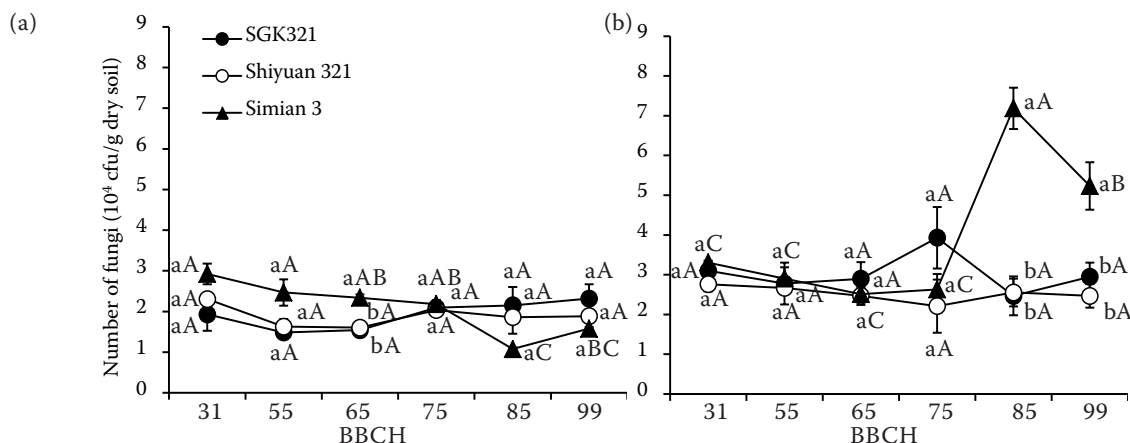 (a)
Number of fungi (10⁴ cfu/g dry soil)
9
8
7
6
5
4
3
2
1
0
SGK321
Shiyuan 321
Simian 3
aA
aA
aAB
aAB
aA
aA
aA
aA
bA
aA
aA
aA
aA
bA
aA
aC
aBC
31 55 65 75 85 99
BBCH
(b)
9
8
7
6
5
4
3
2
1
0
aA
aB
aA
aC
aC
aA
aA
aA
aC
bA
bA
aA
aA
aA
aC
aA
bA
bA
31 55 65 75 85 99
BBCH